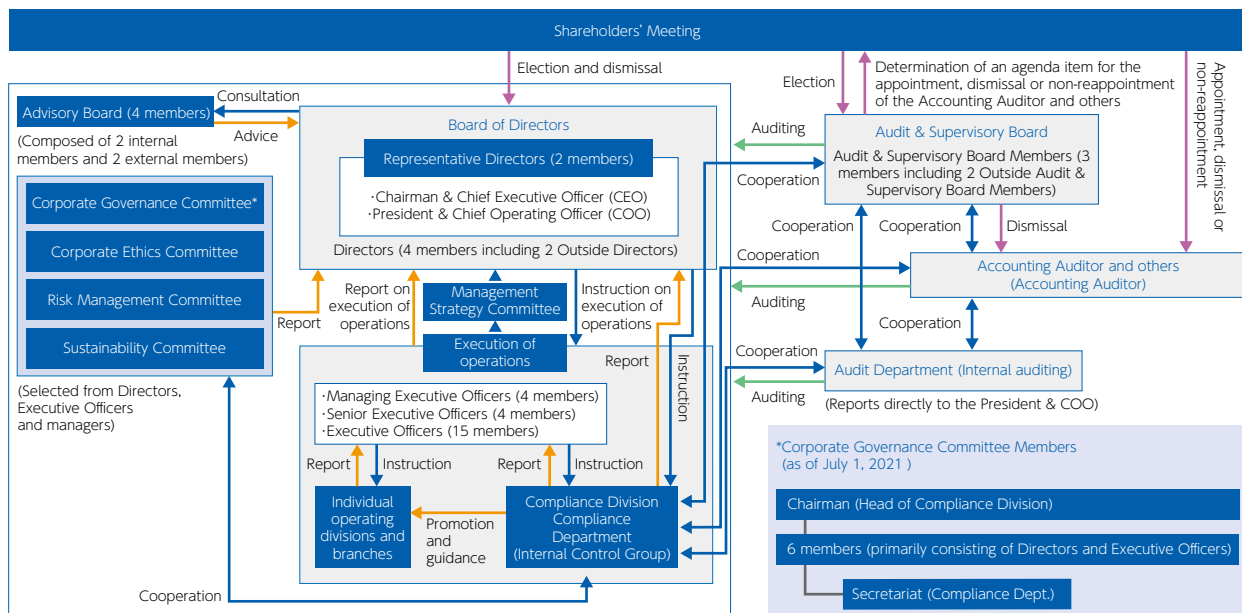 Shareholders' Meeting
Election and dismissal
Election
Determination of an agenda item for the
appointment, dismissal or non-reappointment
of the Accounting Auditor and others
Appointment, dismissal or
non-reappointment
Advisory Board (4 members)
Consultation
Advice
(Composed of 2 internal
members and 2 external members)
Board of Directors
Representative Directors (2 members)
·Chairman & Chief Executive Officer (CEO)
·President & Chief Operating Officer (COO)
Directors (4 members including 2 Outside Directors)
Auditing
Cooperation
Audit & Supervisory Board
Audit & Supervisory Board Members (3
members including 2 Outside Audit &
Supervisory Board Members)
Corporate Governance Committee*
Corporate Ethics Committee
Risk Management Committee
Sustainability Committee
(Selected from Directors,
Executive Officers
and managers)
Report
Report on
execution of
operations
Management
Strategy Committee
Execution of
operations
Instruction on
execution of
operations
Report
Instruction
Cooperation
Cooperation
Dismissal
Cooperation
Accounting Auditor and others
(Accounting Auditor)
Auditing
Cooperation
Cooperation
Audit Department (Internal auditing)
Auditing
(Reports directly to the President & COO)
·Managing Executive Officers (4 members)
·Senior Executive Officers (4 members)
·Executive Officers (15 members)
Report
Instruction
Report
Instruction
Individual
operating
divisions and
branches
Promotion
and
guidance
Compliance Division
Compliance
Department
(Internal Control Group)
Cooperation
*Corporate Governance Committee Members
(as of July 1, 2021 )
Chairman (Head of Compliance Division)
6 members (primarily consisting of Directors and Executive Officers)
Secretariat (Compliance Dept.)